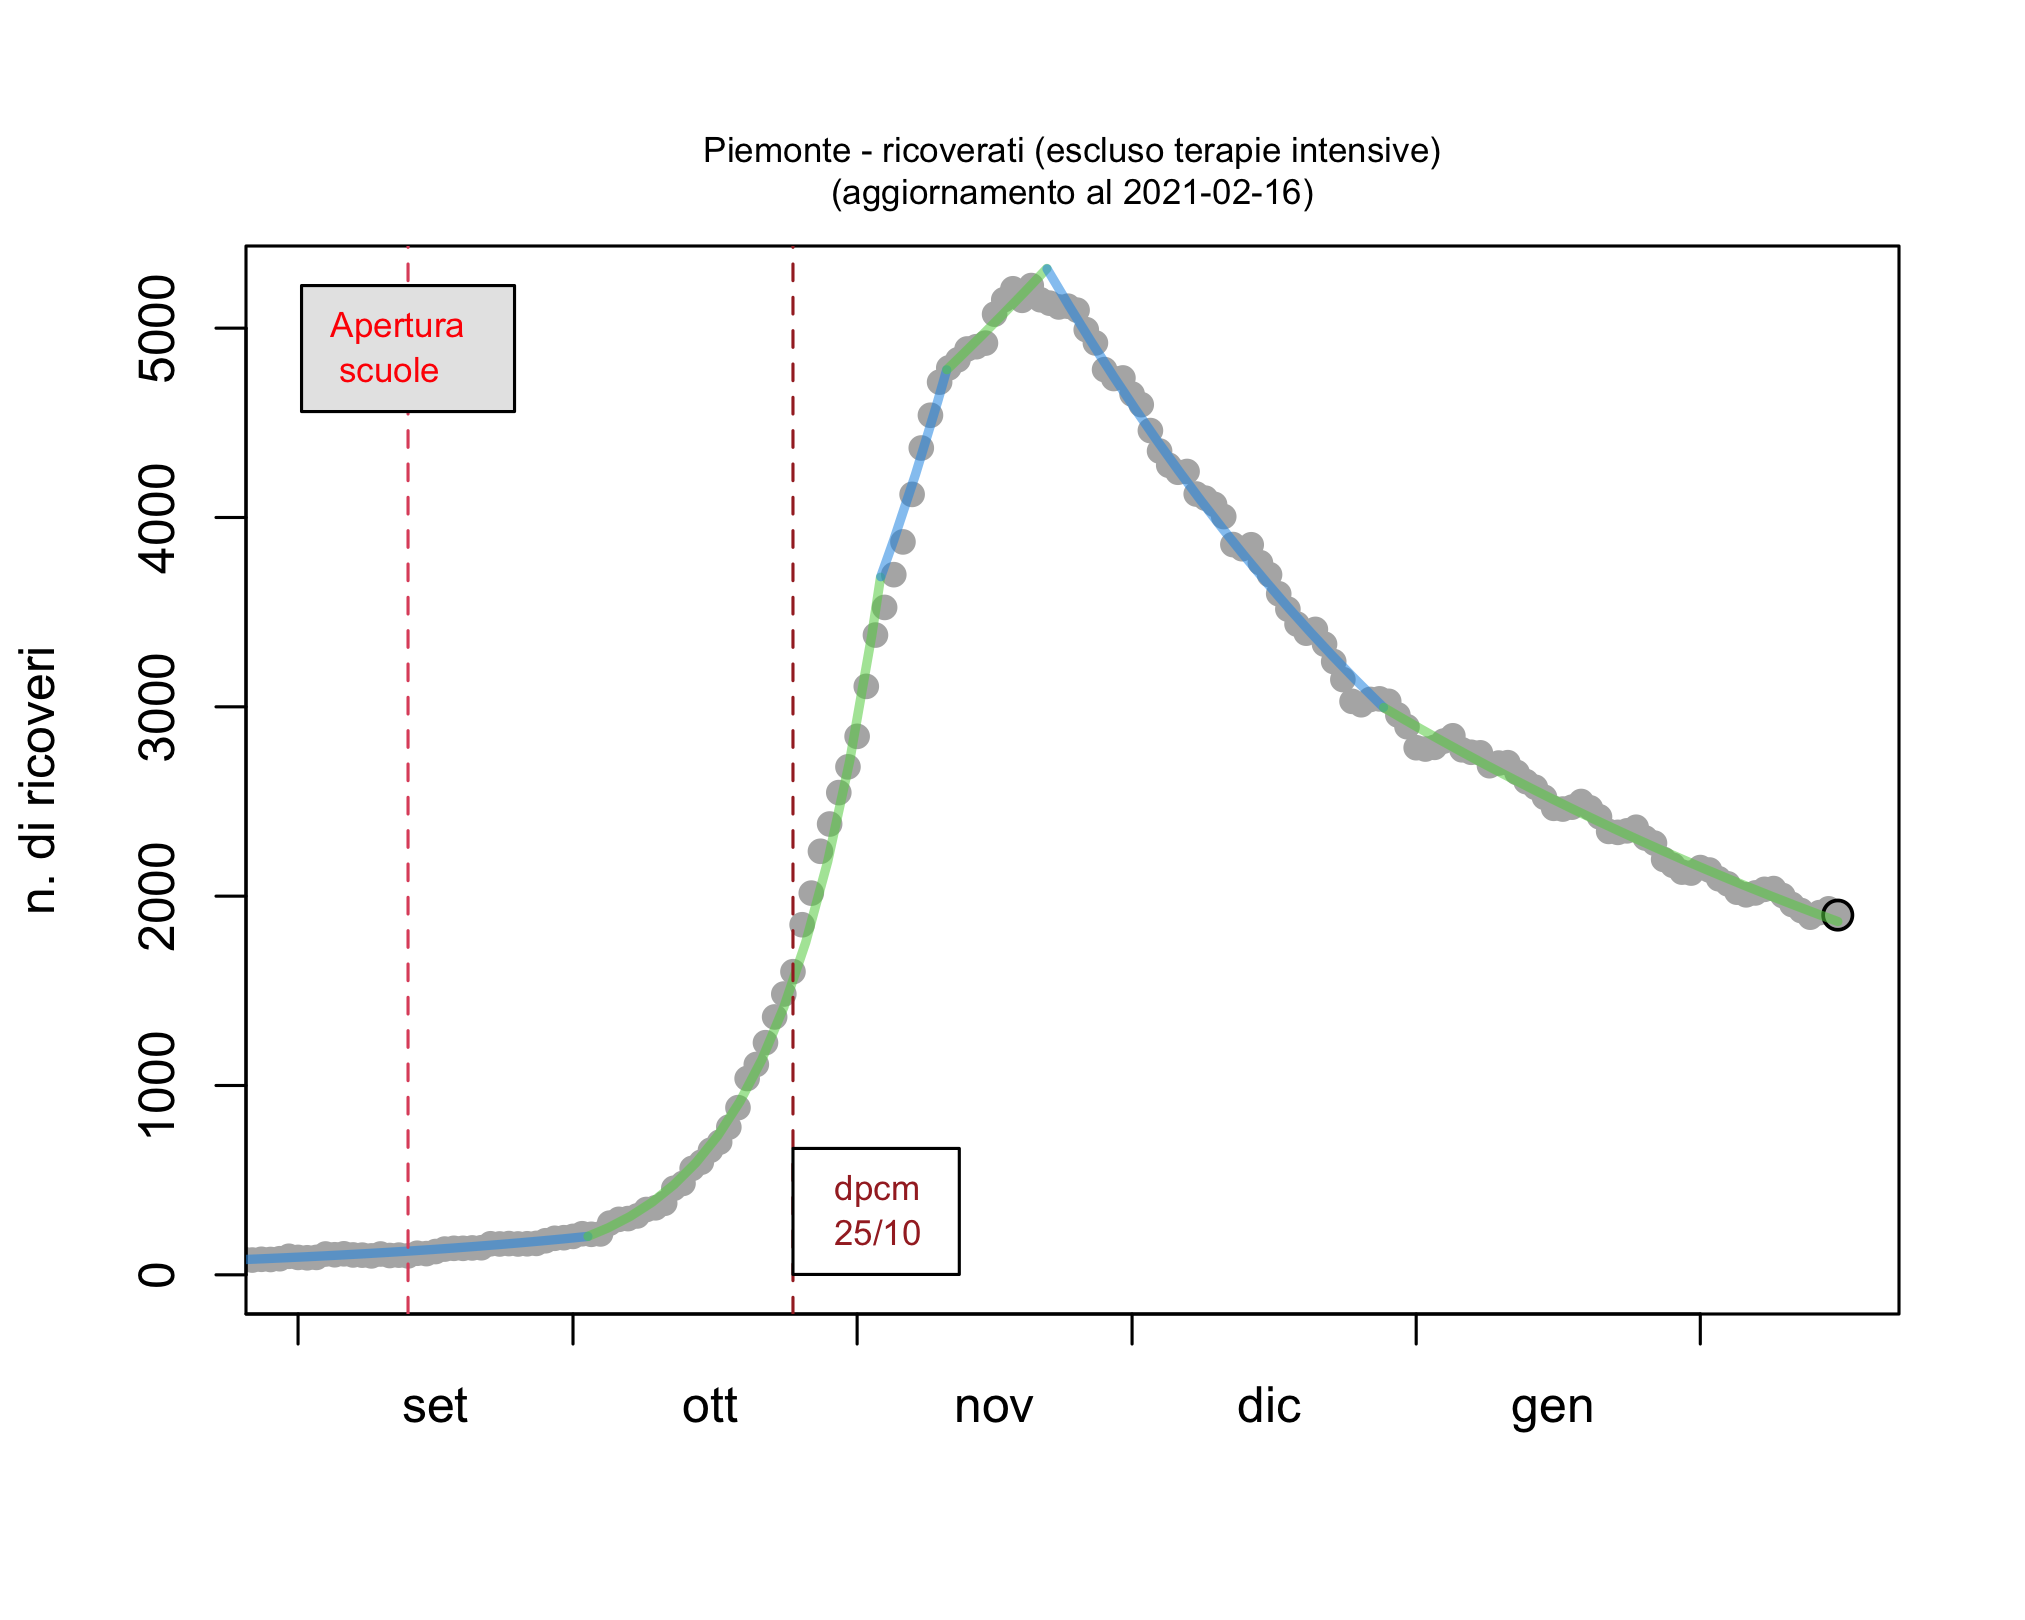 Piemonte - ricoverati (escluso terapie intensive)
(aggiornamento al 2021-02-16)
Apertura
scuole
dpcm
25/10
n. di ricoveri
5000
4000
3000
2000
1000
0
set
ott
nov
dic
gen